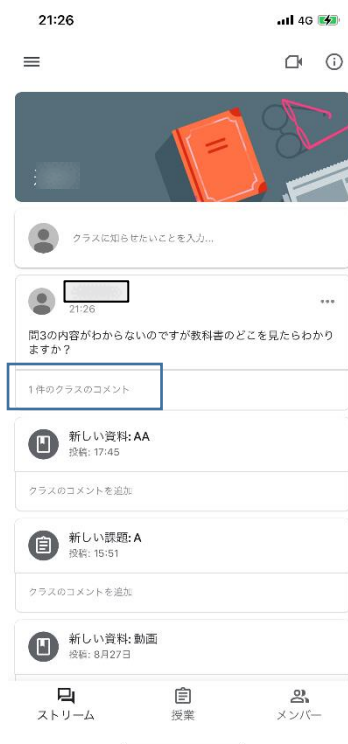 21:26
4G
クラスに知らせたいことを入力...
21:26
問3の内容がわからないのですが教科書のどこを見たらわかり
ますか？
1 件のクラスのコメント
新しい資料: AA
投稿: 17:45
クラスのコメントを追加
新しい課題: A
投稿: 15:51
クラスのコメントを追加
新しい資料: 動画
投稿: 8月27日
ストリーム
授業
メンバー